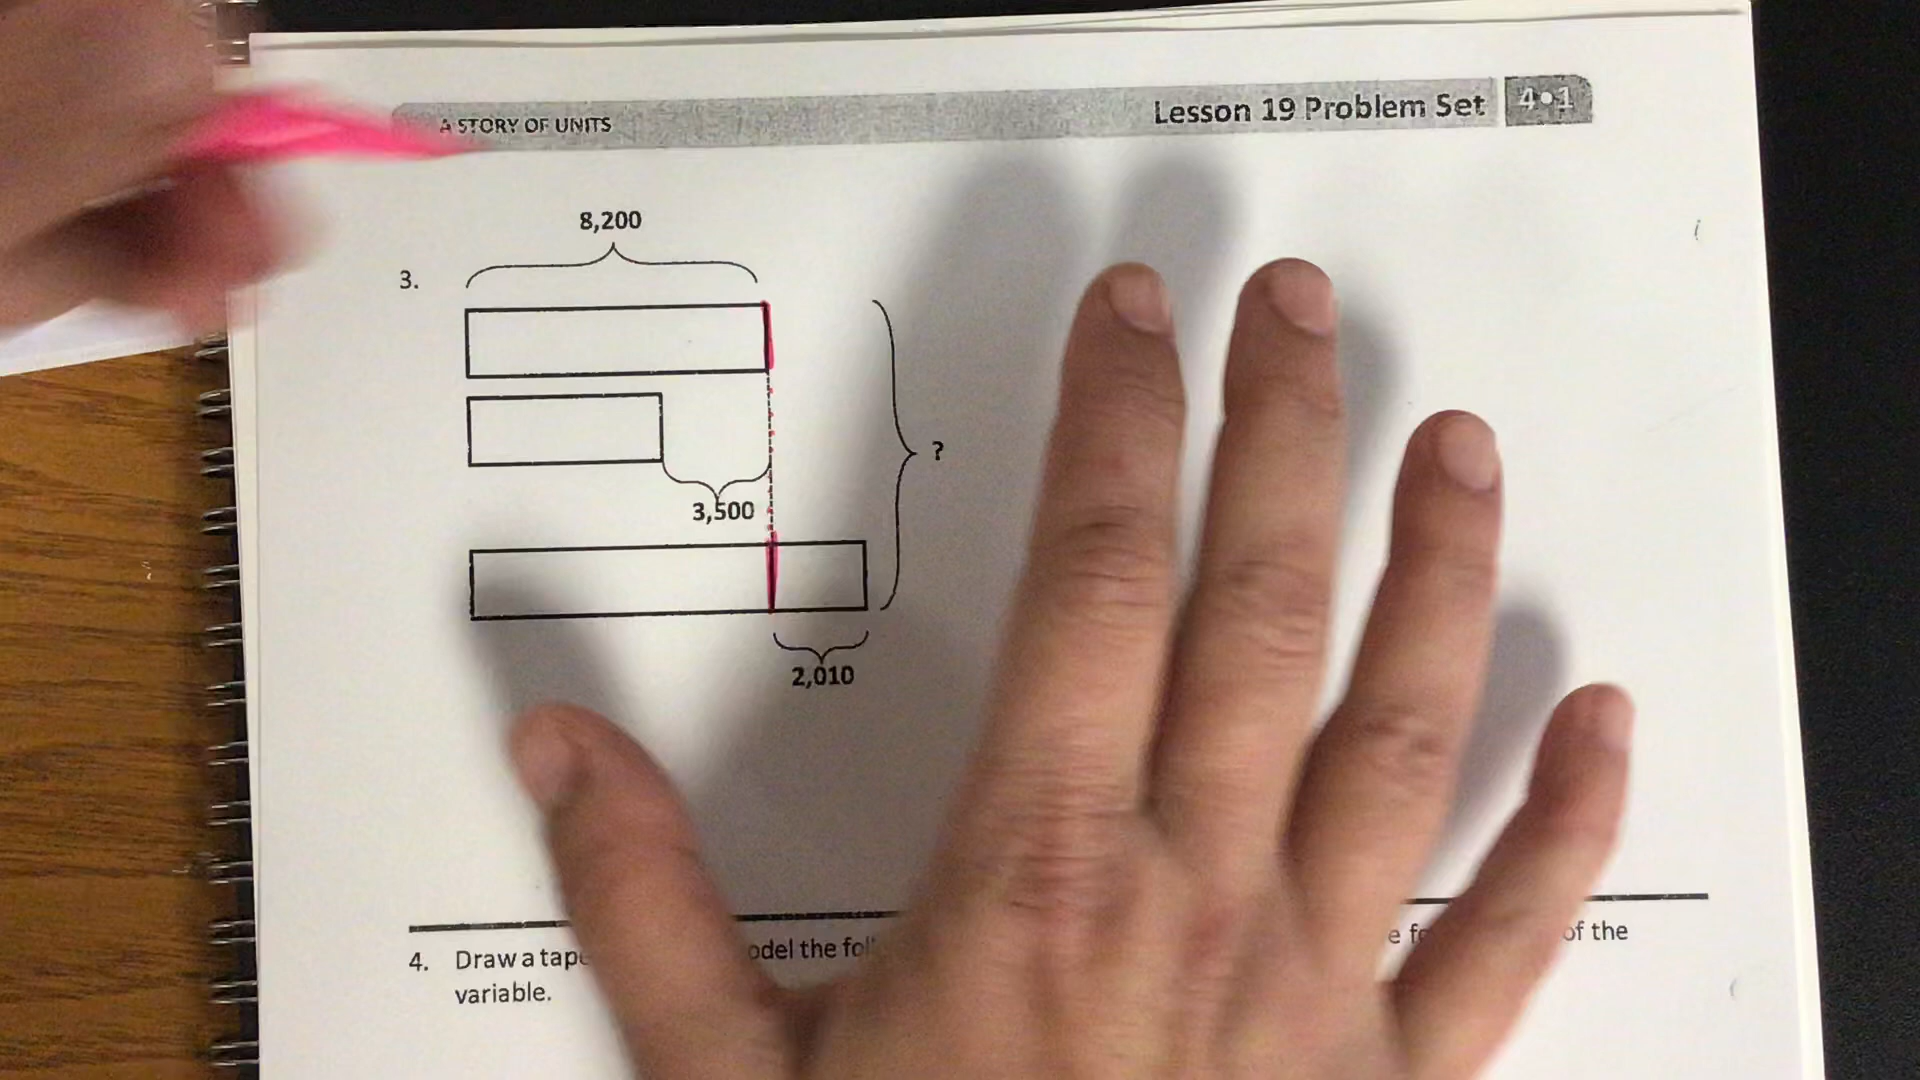 A STORY OF UNITS
Lesson 19 Problem Set 4•1
8,200
3.
?
3,500
2,010
4. Draw a tape odel the fol e of the
variable.